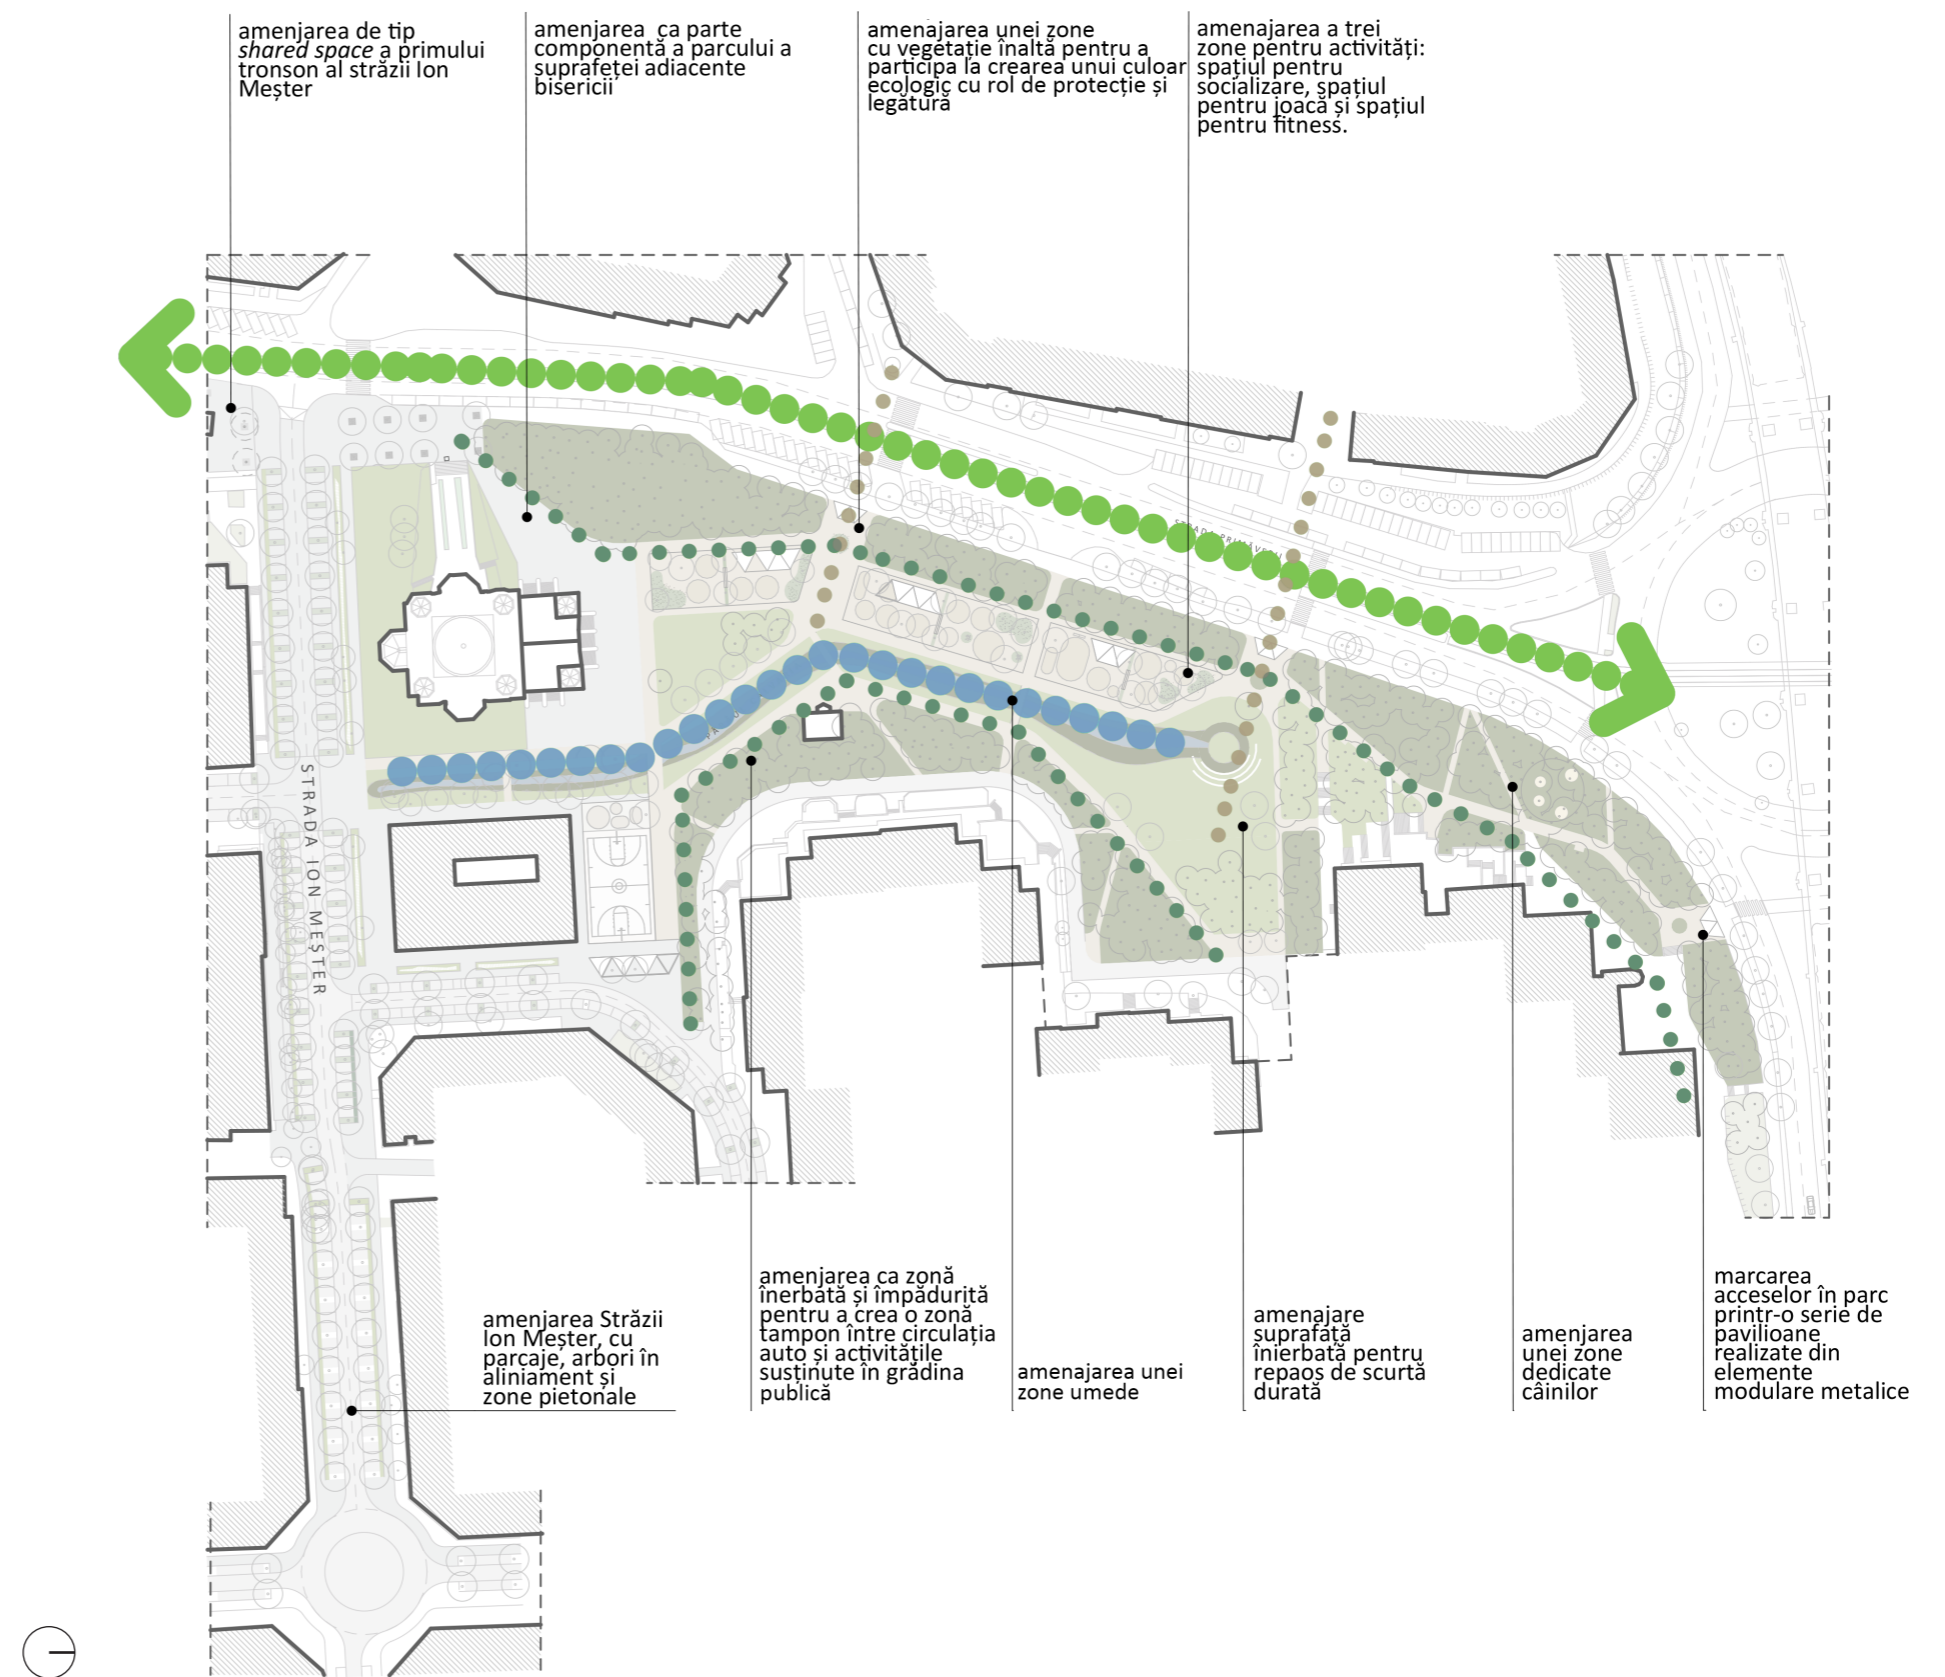 amenjarea de tip
shared space a primului
tronson al străzii Ion
Meșter
amenjarea ca parte
componentă a parcului a
suprafeței adiacente
bisericii
amenajarea unei zone
cu vegetație înaltă pentru a
participa la crearea unui culoar
ecologic cu rol de protecție și
legătură
amenajarea a trei
zone pentru activități:
spațiul pentru
socializare, spațiul
pentru joacă și spațiul
pentru fitness.
STRADA ION MEȘTER
amenjarea Străzii
Ion Meșter, cu
parcaje, arbori în
aliniament și
zone pietonale
amenjarea ca zonă
înerbată și împădurită
pentru a crea o zonă
tampon între circulația
auto și activitățile
susținute în grădina
publică
amenajarea unei
zone umede
amenajare
suprafață
înierbată pentru
repaos de scurtă
durată
amenjarea
unei zone
dedicate
câinilor
marcarea
acceselor în parc
printr-o serie de
pavilioane
realizate din
elemente
modulare metalice